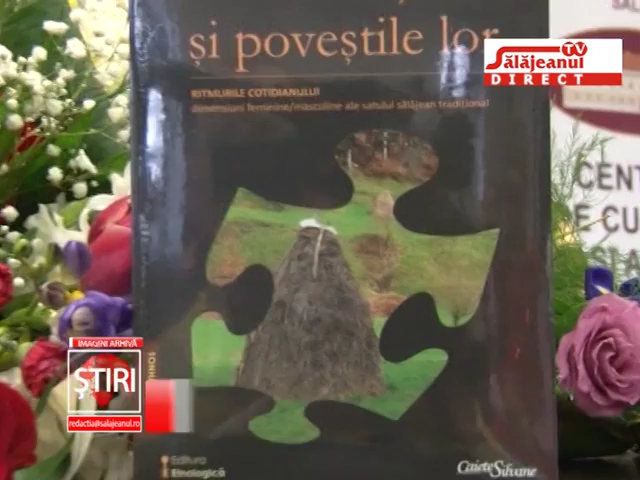 și poveștile lor
RITMURILE COTIDIANULUI
dimensiuni feminine/masculine ale satului sălăjean tradițional
Sălăjeanul TV
DIRECT
CENT
E CU
IMAGINI ARHIVĂ
ȘTIRI
redactia@salajeanul.ro
Editura
Etnologică
Caiete Silvane